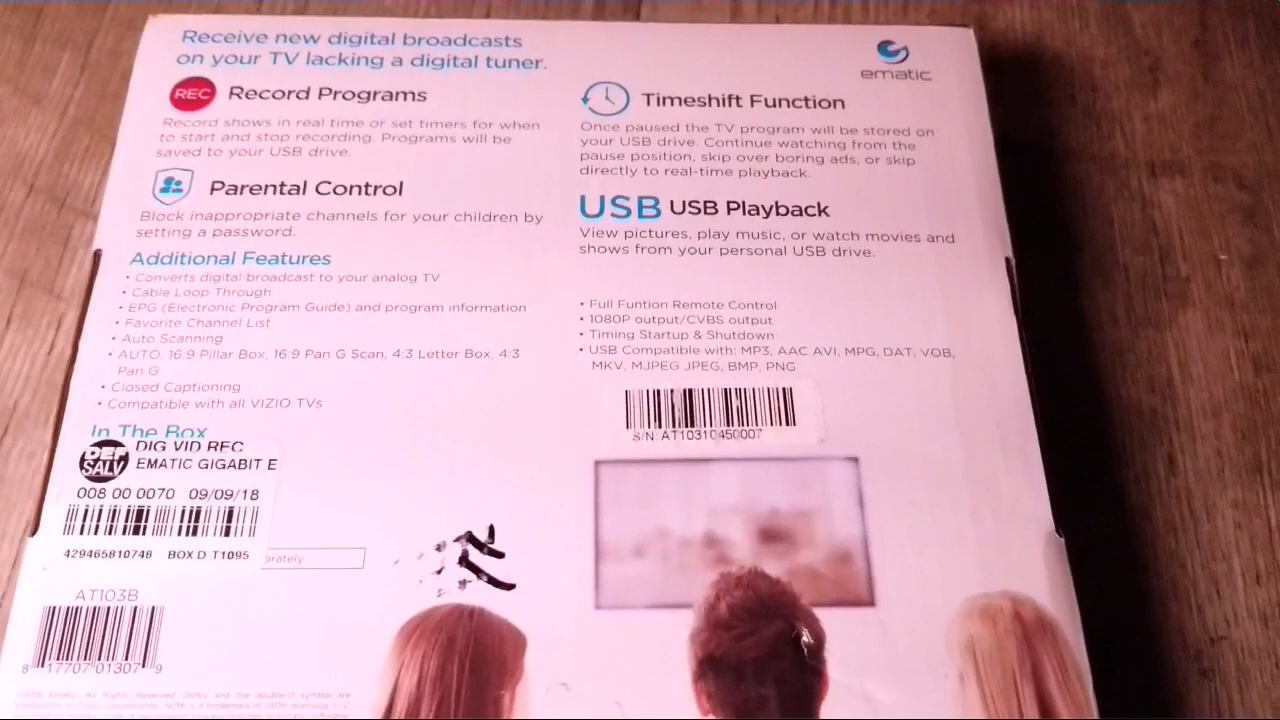 Receive new digital broadcasts
on your TV lacking a digital tuner.
ematic
REC Record Programs
Record shows in real time or set timers for when
to start and stop recording. Programs will be
saved to your USB drive.
Timeshift Function
Once paused the TV program will be stored on
your USB drive. Continue watching from the
pause position, skip over boring ads, or skip
directly to real-time playback.
Parental Control
Block inappropriate channels for your children by
setting a password.
USB USB Playback
View pictures, play music, or watch movies and
shows from your personal USB drive.
Additional Features
• Converts digital broadcast to your analog TV
• Cable Loop Through
• EPG (Electronic Program Guide) and program information
• Favorite Channel List
• Auto Scanning
• AUTO, 16:9 Pillar Box, 16:9 Pan G Scan, 4:3 Letter Box, 4:3
Pan G
• Closed Captioning
• Compatible with all VIZIO TVs
• Full Funtion Remote Control
• 1080P output/CVBS output
• Timing Startup & Shutdown
• USB Compatible with: MP3, AAC AVI, MPG, DAT, VOB,
MKV, MJPEG JPEG, BMP, PNG
S/N: AT10310450007
In The Box
DEF
SALV
DIG VID REC
EMATIC GIGABIT E
008 00 0070 09/09/18
429465810748 BOX D T1095
arately
AT103B
8 17707 01307 9